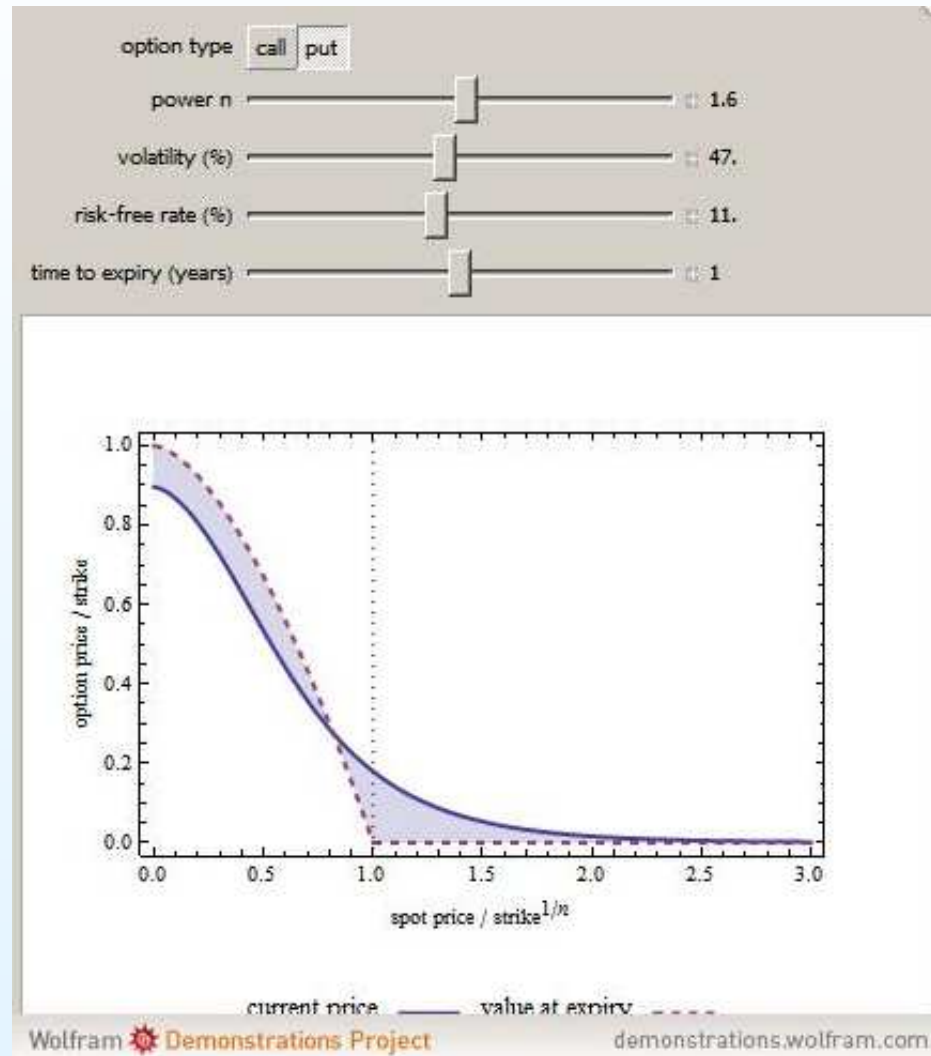 option type call put
power n 1.6
volatility (%) 47.
risk-free rate (%) 11.
time to expiry (years) 1
1.0
0.8
0.6
0.4
0.2
0.0
option price / strike
0.0 0.5 1.0 1.5 2.0 2.5 3.0
spot price / strike^1/n
current price value at expiry
Wolfram Demonstrations Project demonstrations.wolfram.com